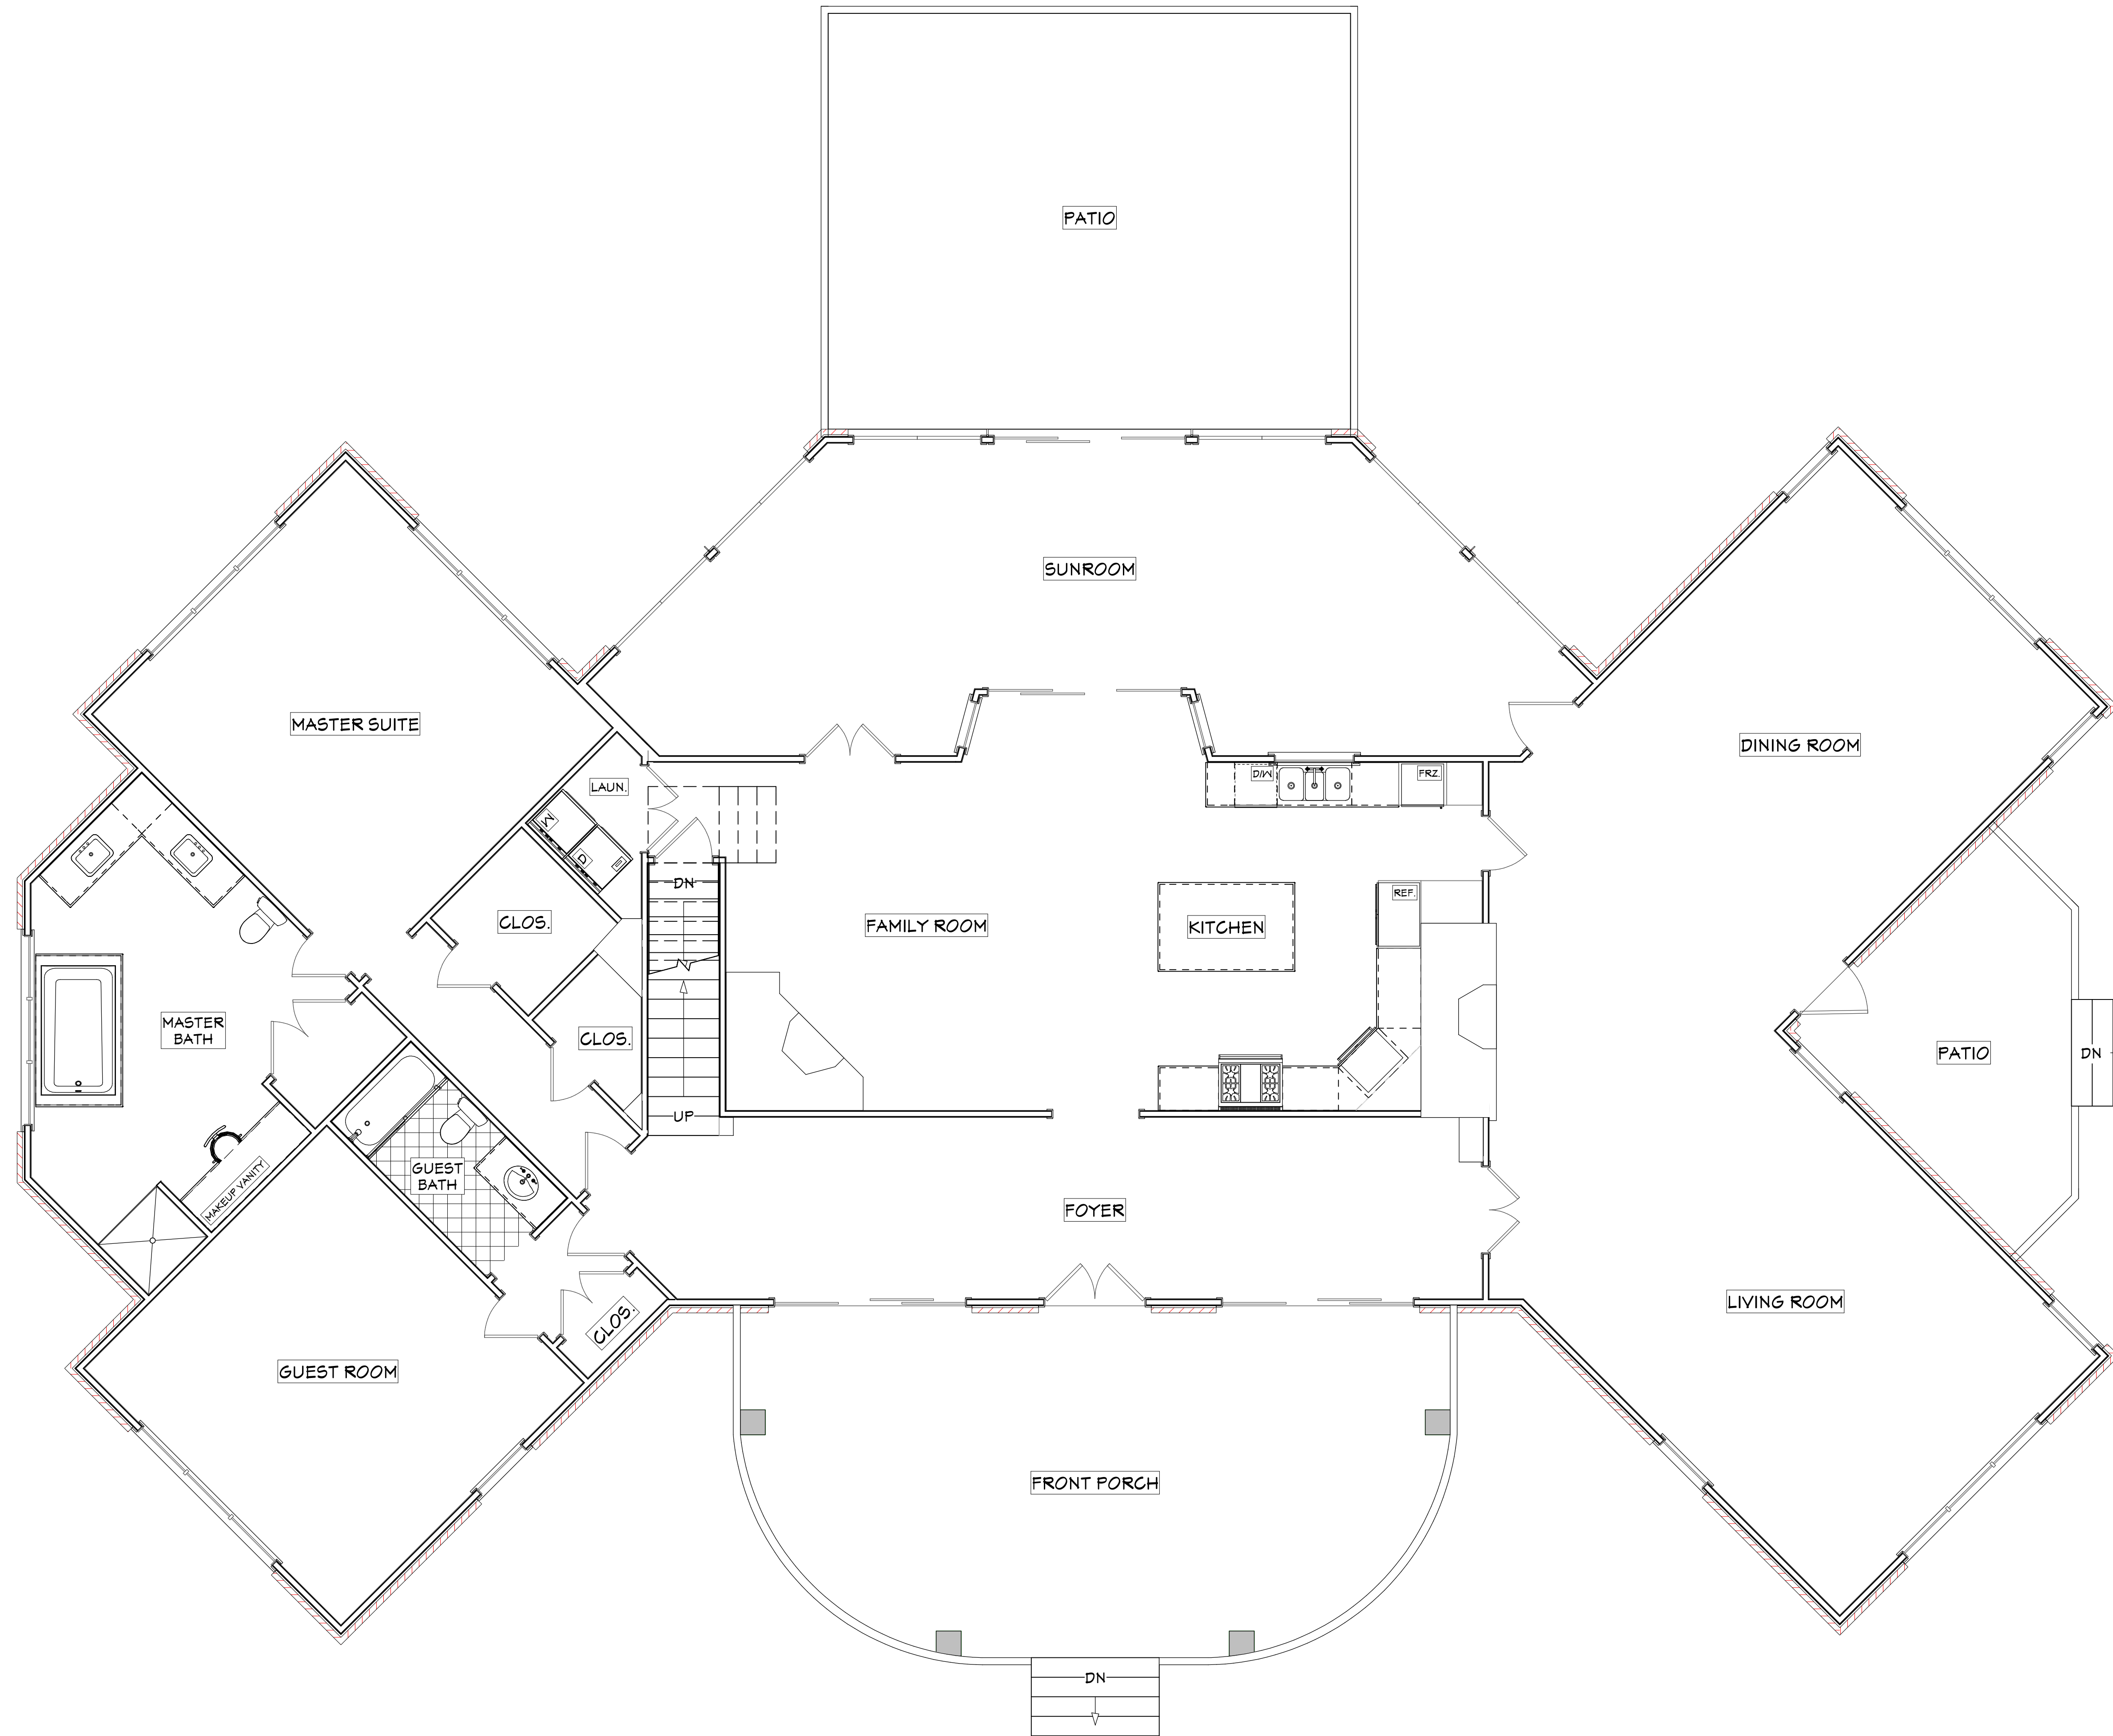 PATIO
SUNROOM
MASTER SUITE
DINING ROOM
LAUN.
D/W
FRZ.
W
D
REF.
DN
CLOS.
FAMILY ROOM
KITCHEN
MASTER
BATH
CLOS.
PATIO
DN
UP
GUEST
BATH
MAKEUP VANITY
FOYER
LIVING ROOM
CLOS.
GUEST ROOM
FRONT PORCH
DN